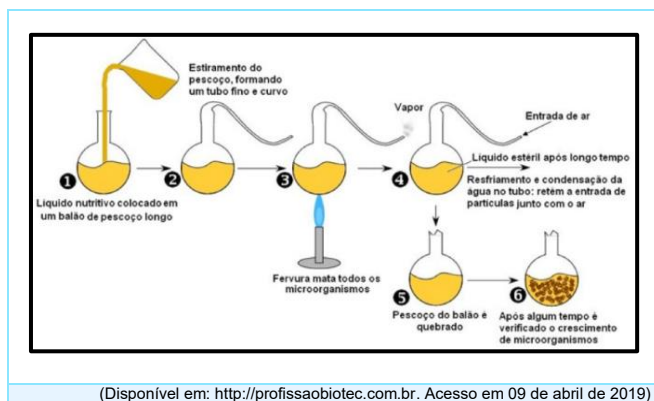 Estiramento do
pescoço, formando
um tubo fino e curvo
Vapor
Entrada de ar
Líquido estéril após longo tempo
Resfriamento e condensação da
água no tubo: retém a entrada de
partículas junto com o ar
1
2
3
4
Líquido nutritivo colocado em
um balão de pescoço longo
Fervura mata todos os
microorganismos
5
6
Pescoço do balão é
quebrado
Após algum tempo é
verificado o crescimento
de microorganismos
(Disponível em: http://profissaobiotec.com.br. Acesso em 09 de abril de 2019)